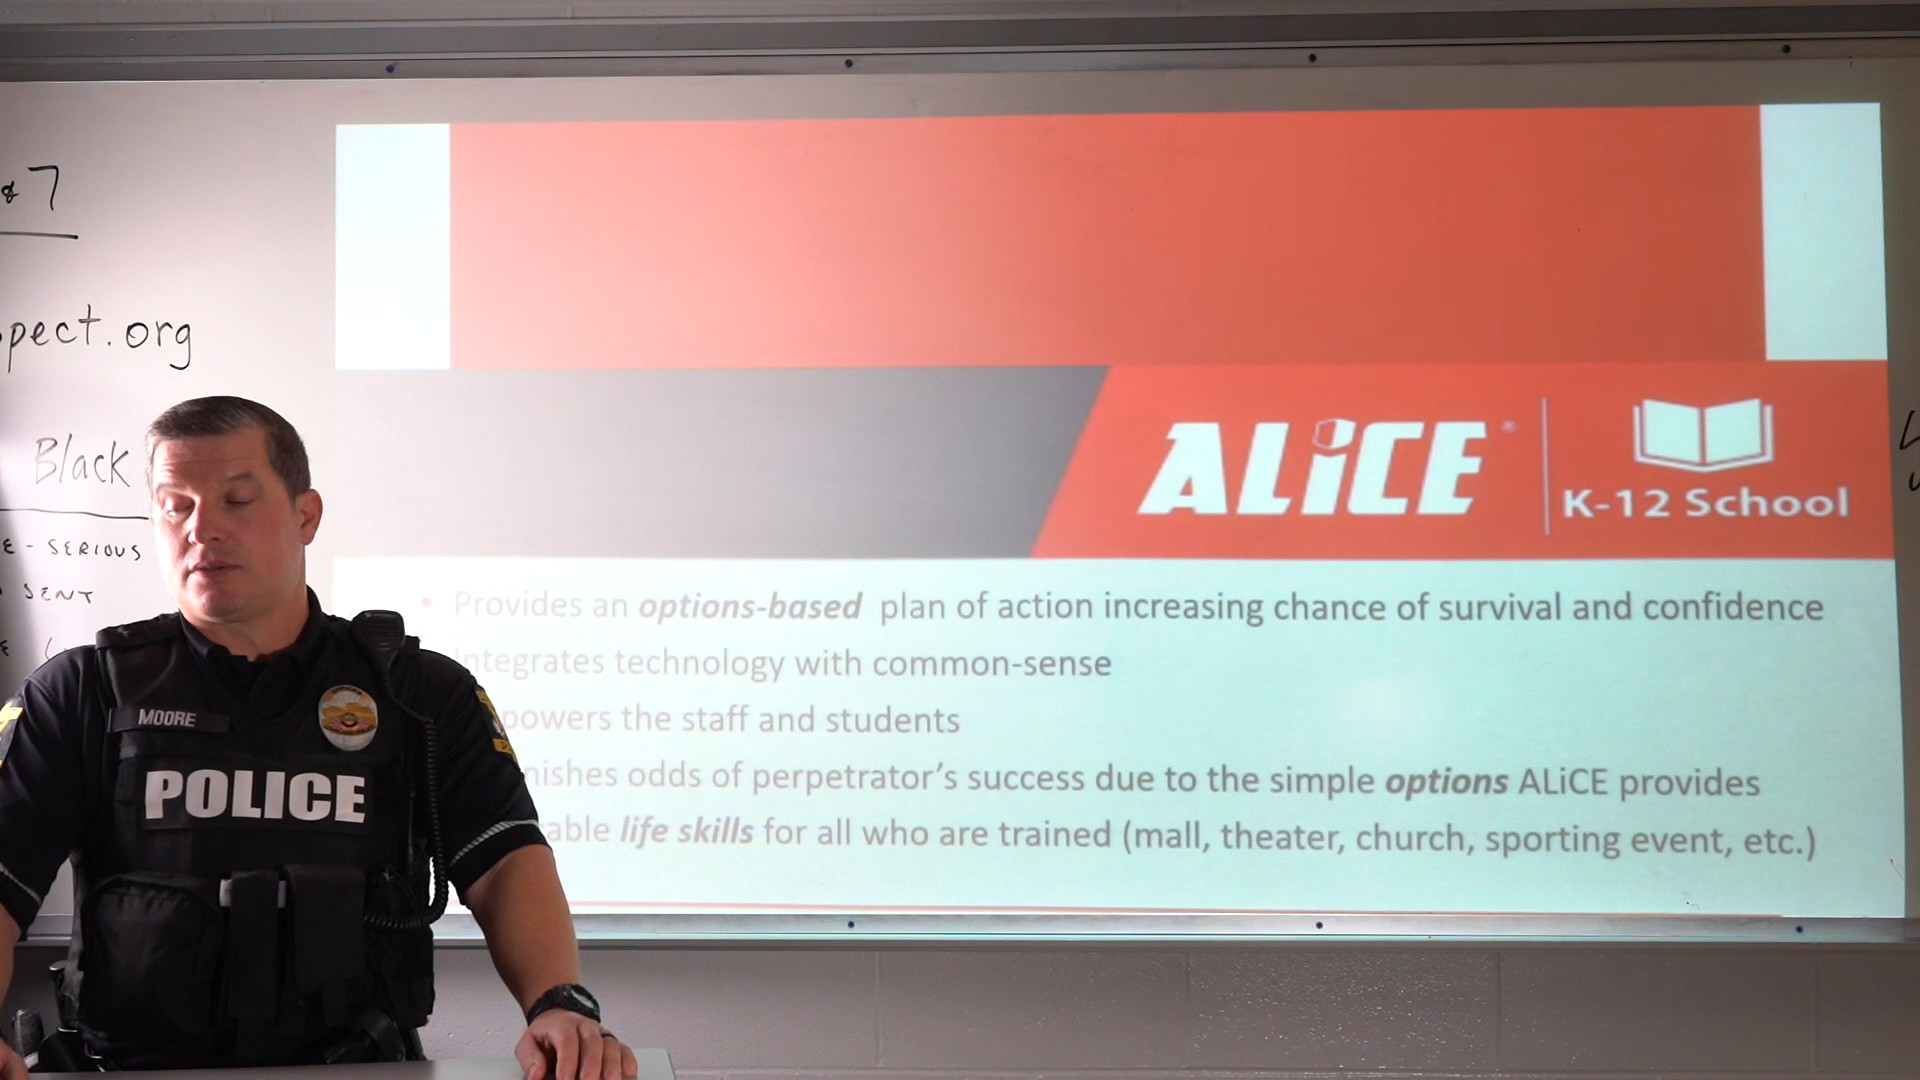 & 7
pect.org
Black
E - SERIOUS
SENT
E
ALiCE®
K-12 School
• Provides an options-based plan of action increasing chance of survival and confidence
ntegrates technology with common-sense
powers the staff and students
nishes odds of perpetrator's success due to the simple options ALiCE provides
able life skills for all who are trained (mall, theater, church, sporting event, etc.)
MOORE
POLICE